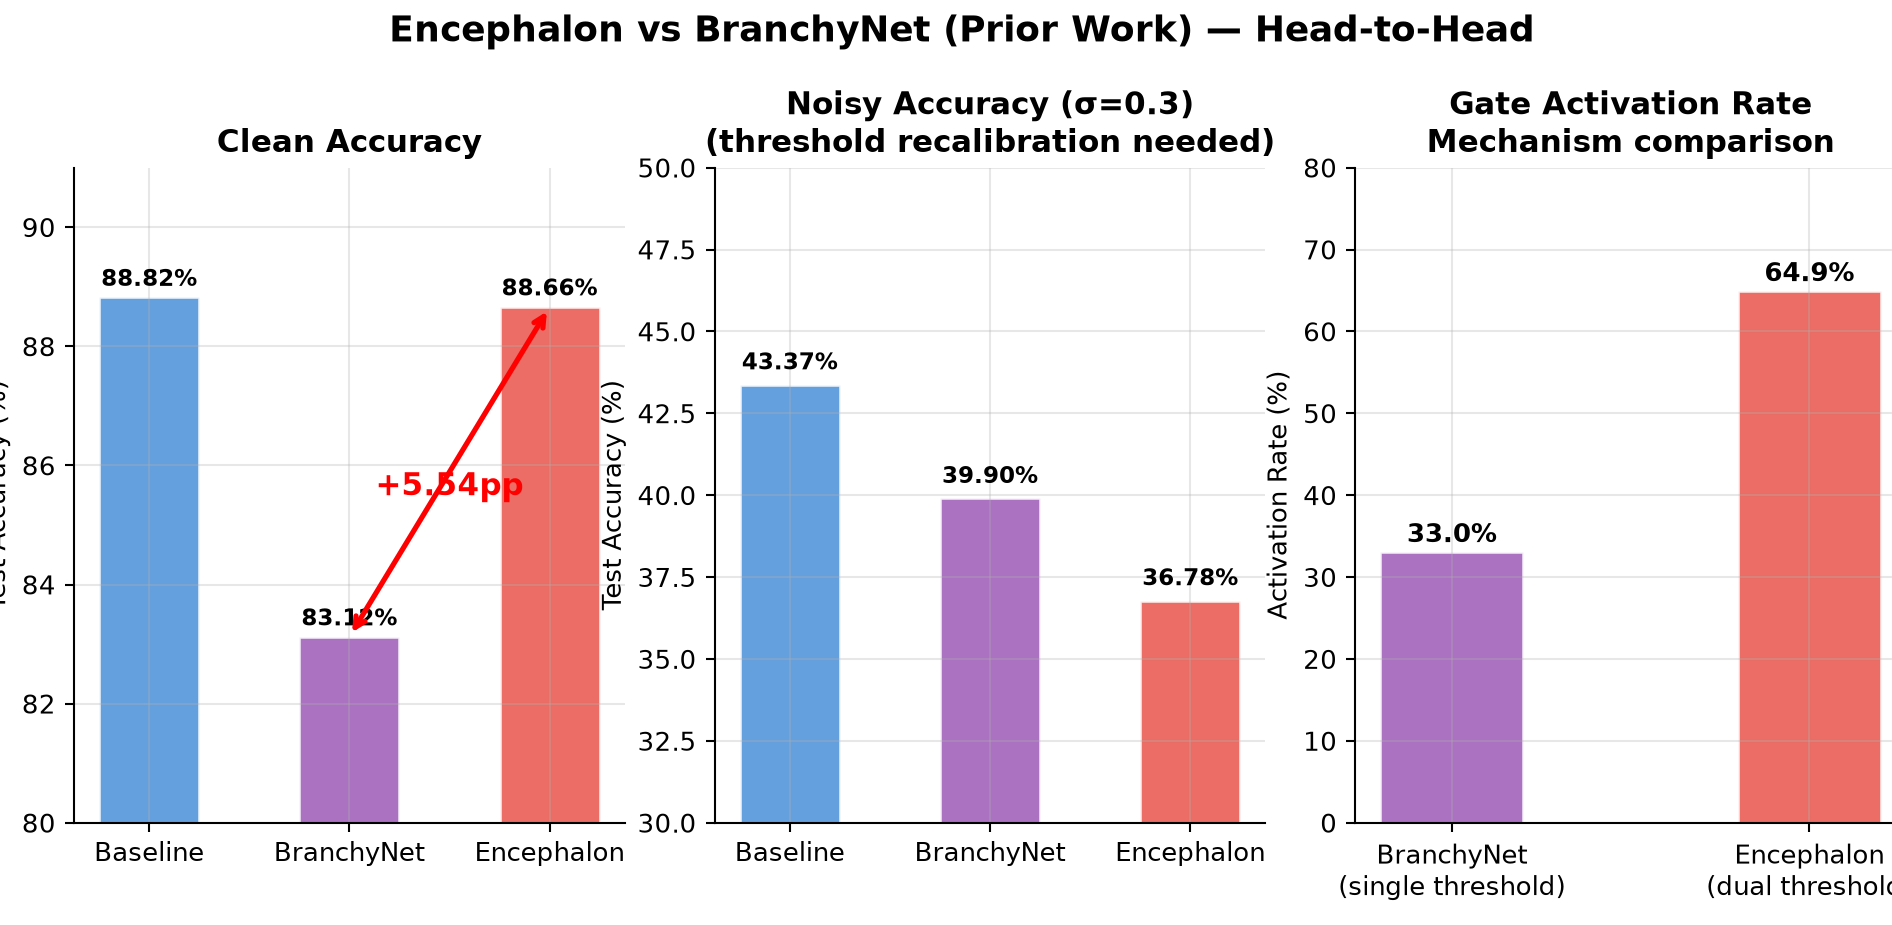 Encephalon vs BranchyNet (Prior Work) — Head-to-Head
Clean Accuracy
90
88
86
84
82
80
88.82%
83.12%
88.66%
+5.54pp
Baseline
BranchyNet
Encephalon
Noisy Accuracy (σ=0.3)
(threshold recalibration needed)
Test Accuracy (%)
50.0
47.5
45.0
42.5
40.0
37.5
35.0
32.5
30.0
43.37%
39.90%
36.78%
Baseline
BranchyNet
Encephalon
Gate Activation Rate
Mechanism comparison
Activation Rate (%)
80
70
60
50
40
30
20
10
0
33.0%
64.9%
BranchyNet
(single threshold)
Encephalon
(dual threshol